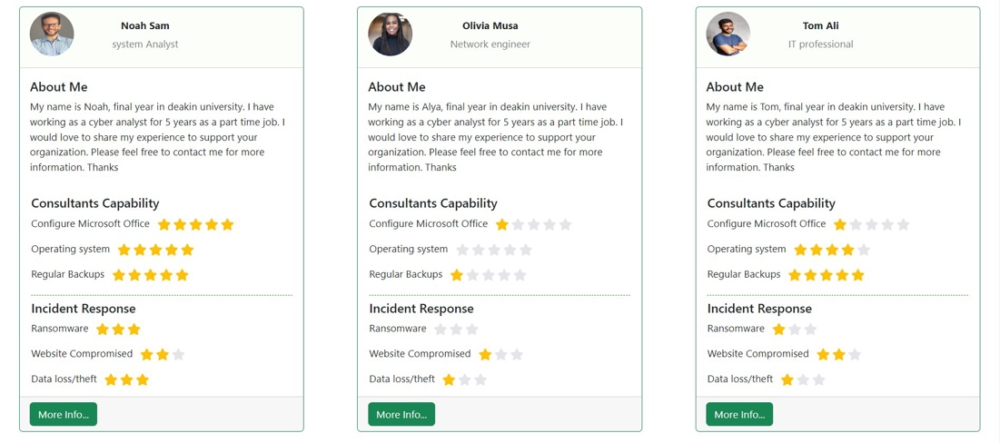 Noah Sam
system Analyst
About Me
My name is Noah, final year in deakin university. I have
working as a cyber analyst for 5 years as a part time job. I
would love to share my experience to support your
organization. Please feel free to contact me for more
information. Thanks
Consultants Capability
Configure Microsoft Office
Operating system
Regular Backups
Incident Response
Ransomware
Website Compromised
Data loss/theft
More Info...
Olivia Musa
Network engineer
About Me
My name is Alya, final year in deakin university. I have
working as a cyber analyst for 5 years as a part time job. I
would love to share my experience to support your
organization. Please feel free to contact me for more
information. Thanks
Consultants Capability
Configure Microsoft Office
Operating system
Regular Backups
Incident Response
Ransomware
Website Compromised
Data loss/theft
More Info...
Tom Ali
IT professional
About Me
My name is Tom, final year in deakin university. I have
working as a cyber analyst for 5 years as a part time job. I
would love to share my experience to support your
organization. Please feel free to contact me for more
information. Thanks
Consultants Capability
Configure Microsoft Office
Operating system
Regular Backups
Incident Response
Ransomware
Website Compromised
Data loss/theft
More Info...